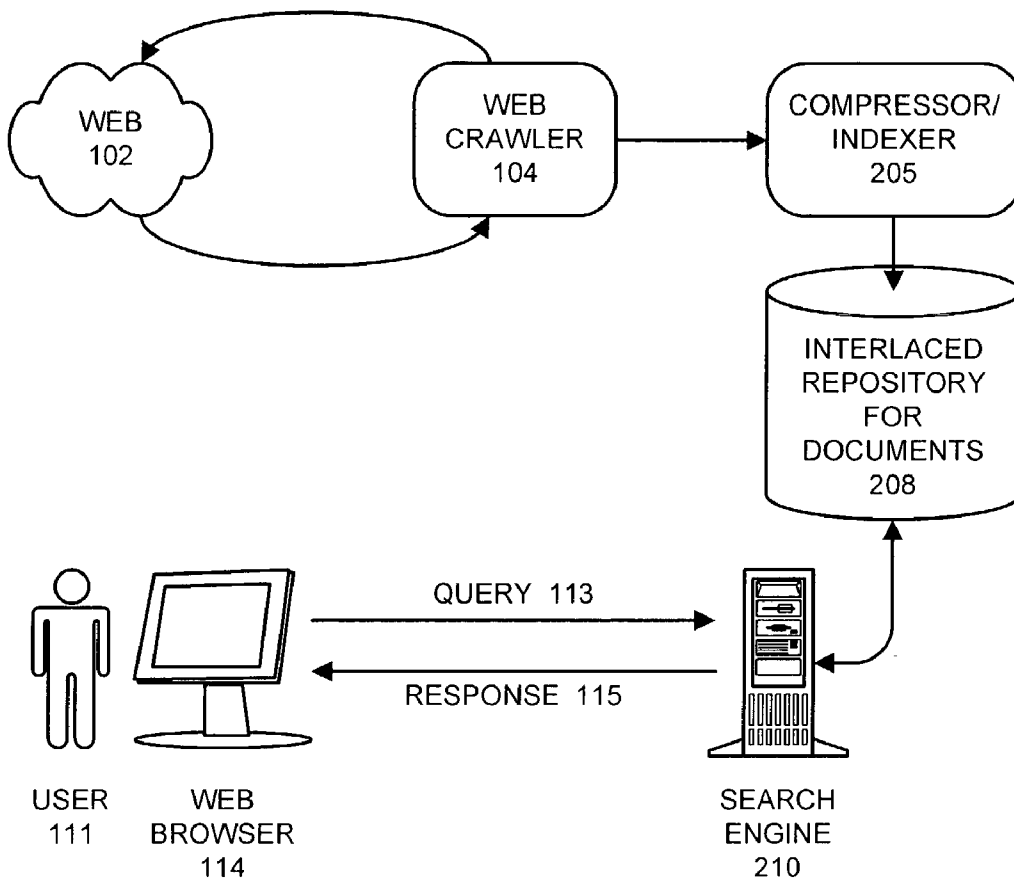 WEB
102
WEB
CRAWLER
104
COMPRESSOR/
INDEXER
205
INTERLACED
REPOSITORY
FOR
DOCUMENTS
208
QUERY 113
RESPONSE 115
USER
111
WEB
BROWSER
114
SEARCH
ENGINE
210